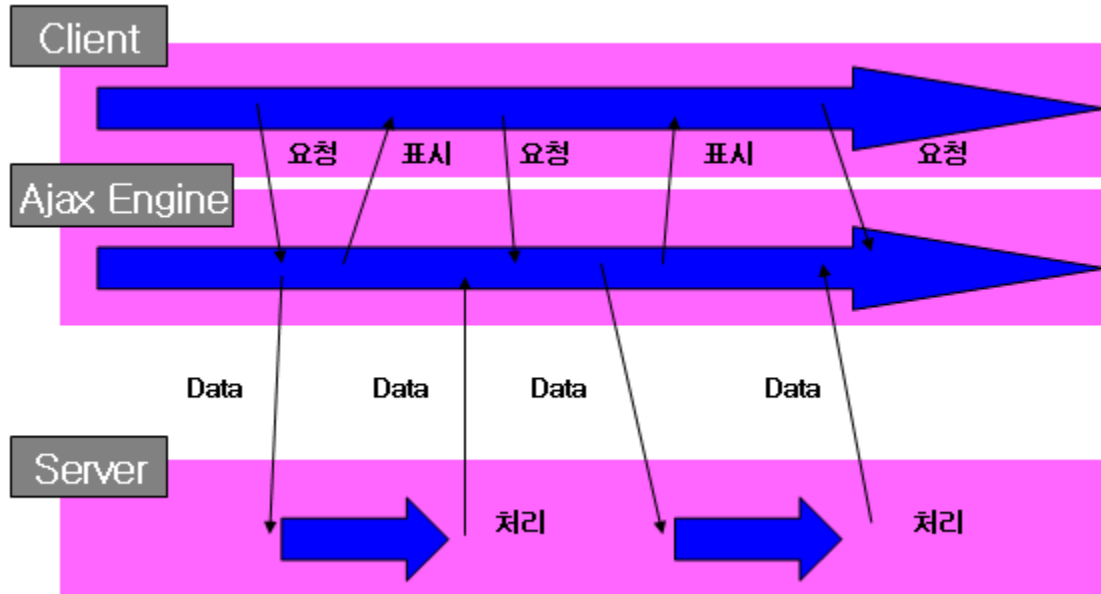 Client
요청 표시 요청 표시 요청
Ajax Engine
Data Data Data Data
Server
처리 처리